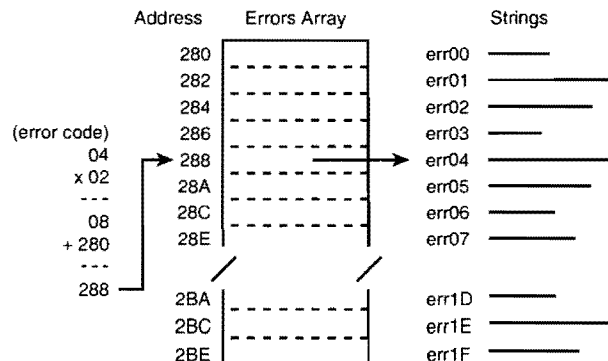 Address Errors Array Strings
280 err00
282 err01
284 err02
286 err03
(error code)
04
x 02
- - -
08
+ 280
- - -
288
288 err04
28A err05
28C err06
28E err07
2BA err1D
2BC err1E
2BE err1F